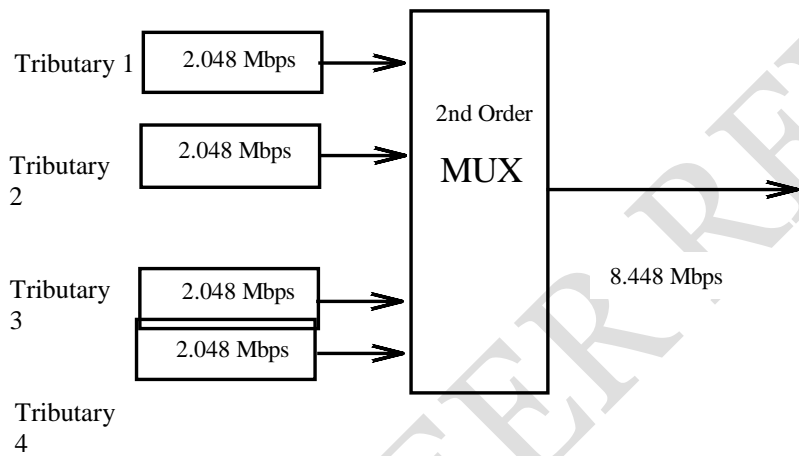 Tributary 1
2.048 Mbps
2nd Order
MUX
2.048 Mbps
Tributary
2
8.448 Mbps
Tributary
3
2.048 Mbps
2.048 Mbps
Tributary
4